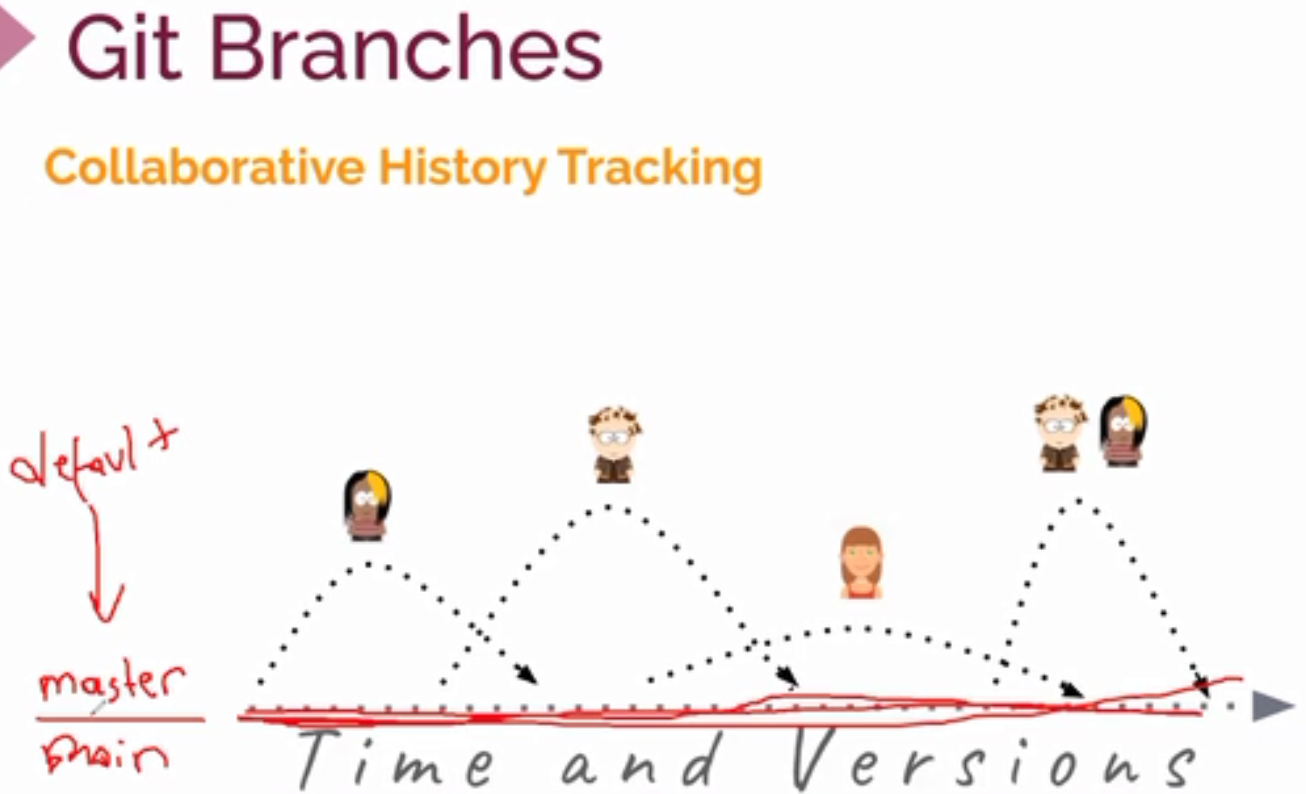 Git Branches
Collaborative History Tracking
default
master
main
Time and Versions